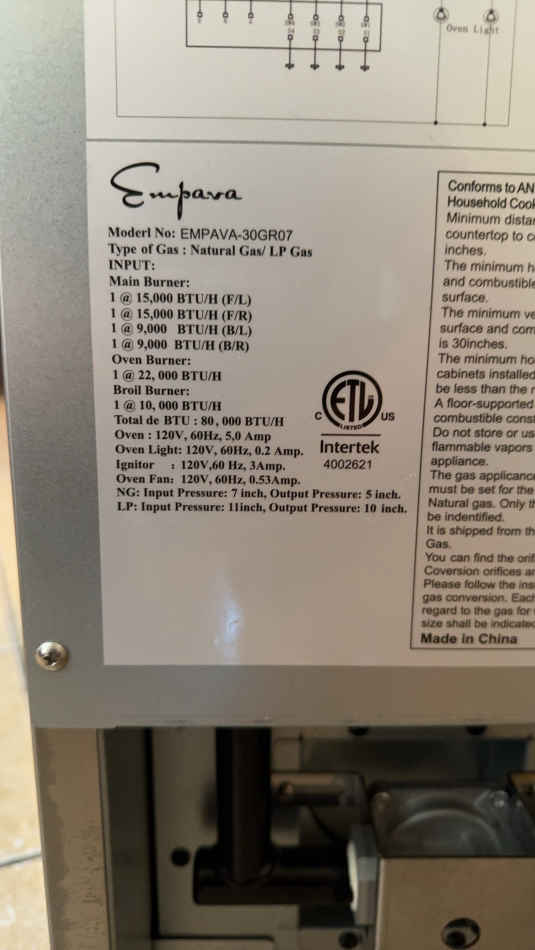 Oven Light
Empava
Moderl No: EMPAVA-30GR07
Type of Gas : Natural Gas/ LP Gas
INPUT:
Main Burner:
1 @ 15,000 BTU/H (F/L)
1 @ 15,000 BTU/H (F/R)
1 @ 9,000 BTU/H (B/L)
1 @ 9,000 BTU/H (B/R)
Oven Burner:
1 @ 22, 000 BTU/H
Broil Burner:
1 @ 10, 000 BTU/H
Total de BTU : 80, 000 BTU/H
Oven : 120V, 60Hz, 5,0 Amp
Oven Light: 120V, 60Hz, 0.2 Amp.
Ignitor : 120V,60 Hz, 3Amp.
Oven Fan: 120V, 60Hz, 0.53Amp.
NG: Input Pressure: 7 inch, Output Pressure: 5 inch.
LP: Input Pressure: 11inch, Output Pressure: 10 inch.
C ETL US
LISTED
Intertek
4002621
Conforms to AN
Household Cook
Minimum distan
countertop to c
inches.
The minimum h
and combustible
surface.
The minimum ve
surface and com
is 30inches.
The minimum ho
cabinets installed
be less than the
A floor-supported
combustible cons
Do not store or us
flammable vapors
appliance.
The gas applicanc
must be set for the
Natural gas. Only th
be indentified.
It is shipped from th
Gas.
You can find the orif
Coversion orifices a
Please follow the ins
gas conversion. Each
regard to the gas for
size shall be indicated
Made in China